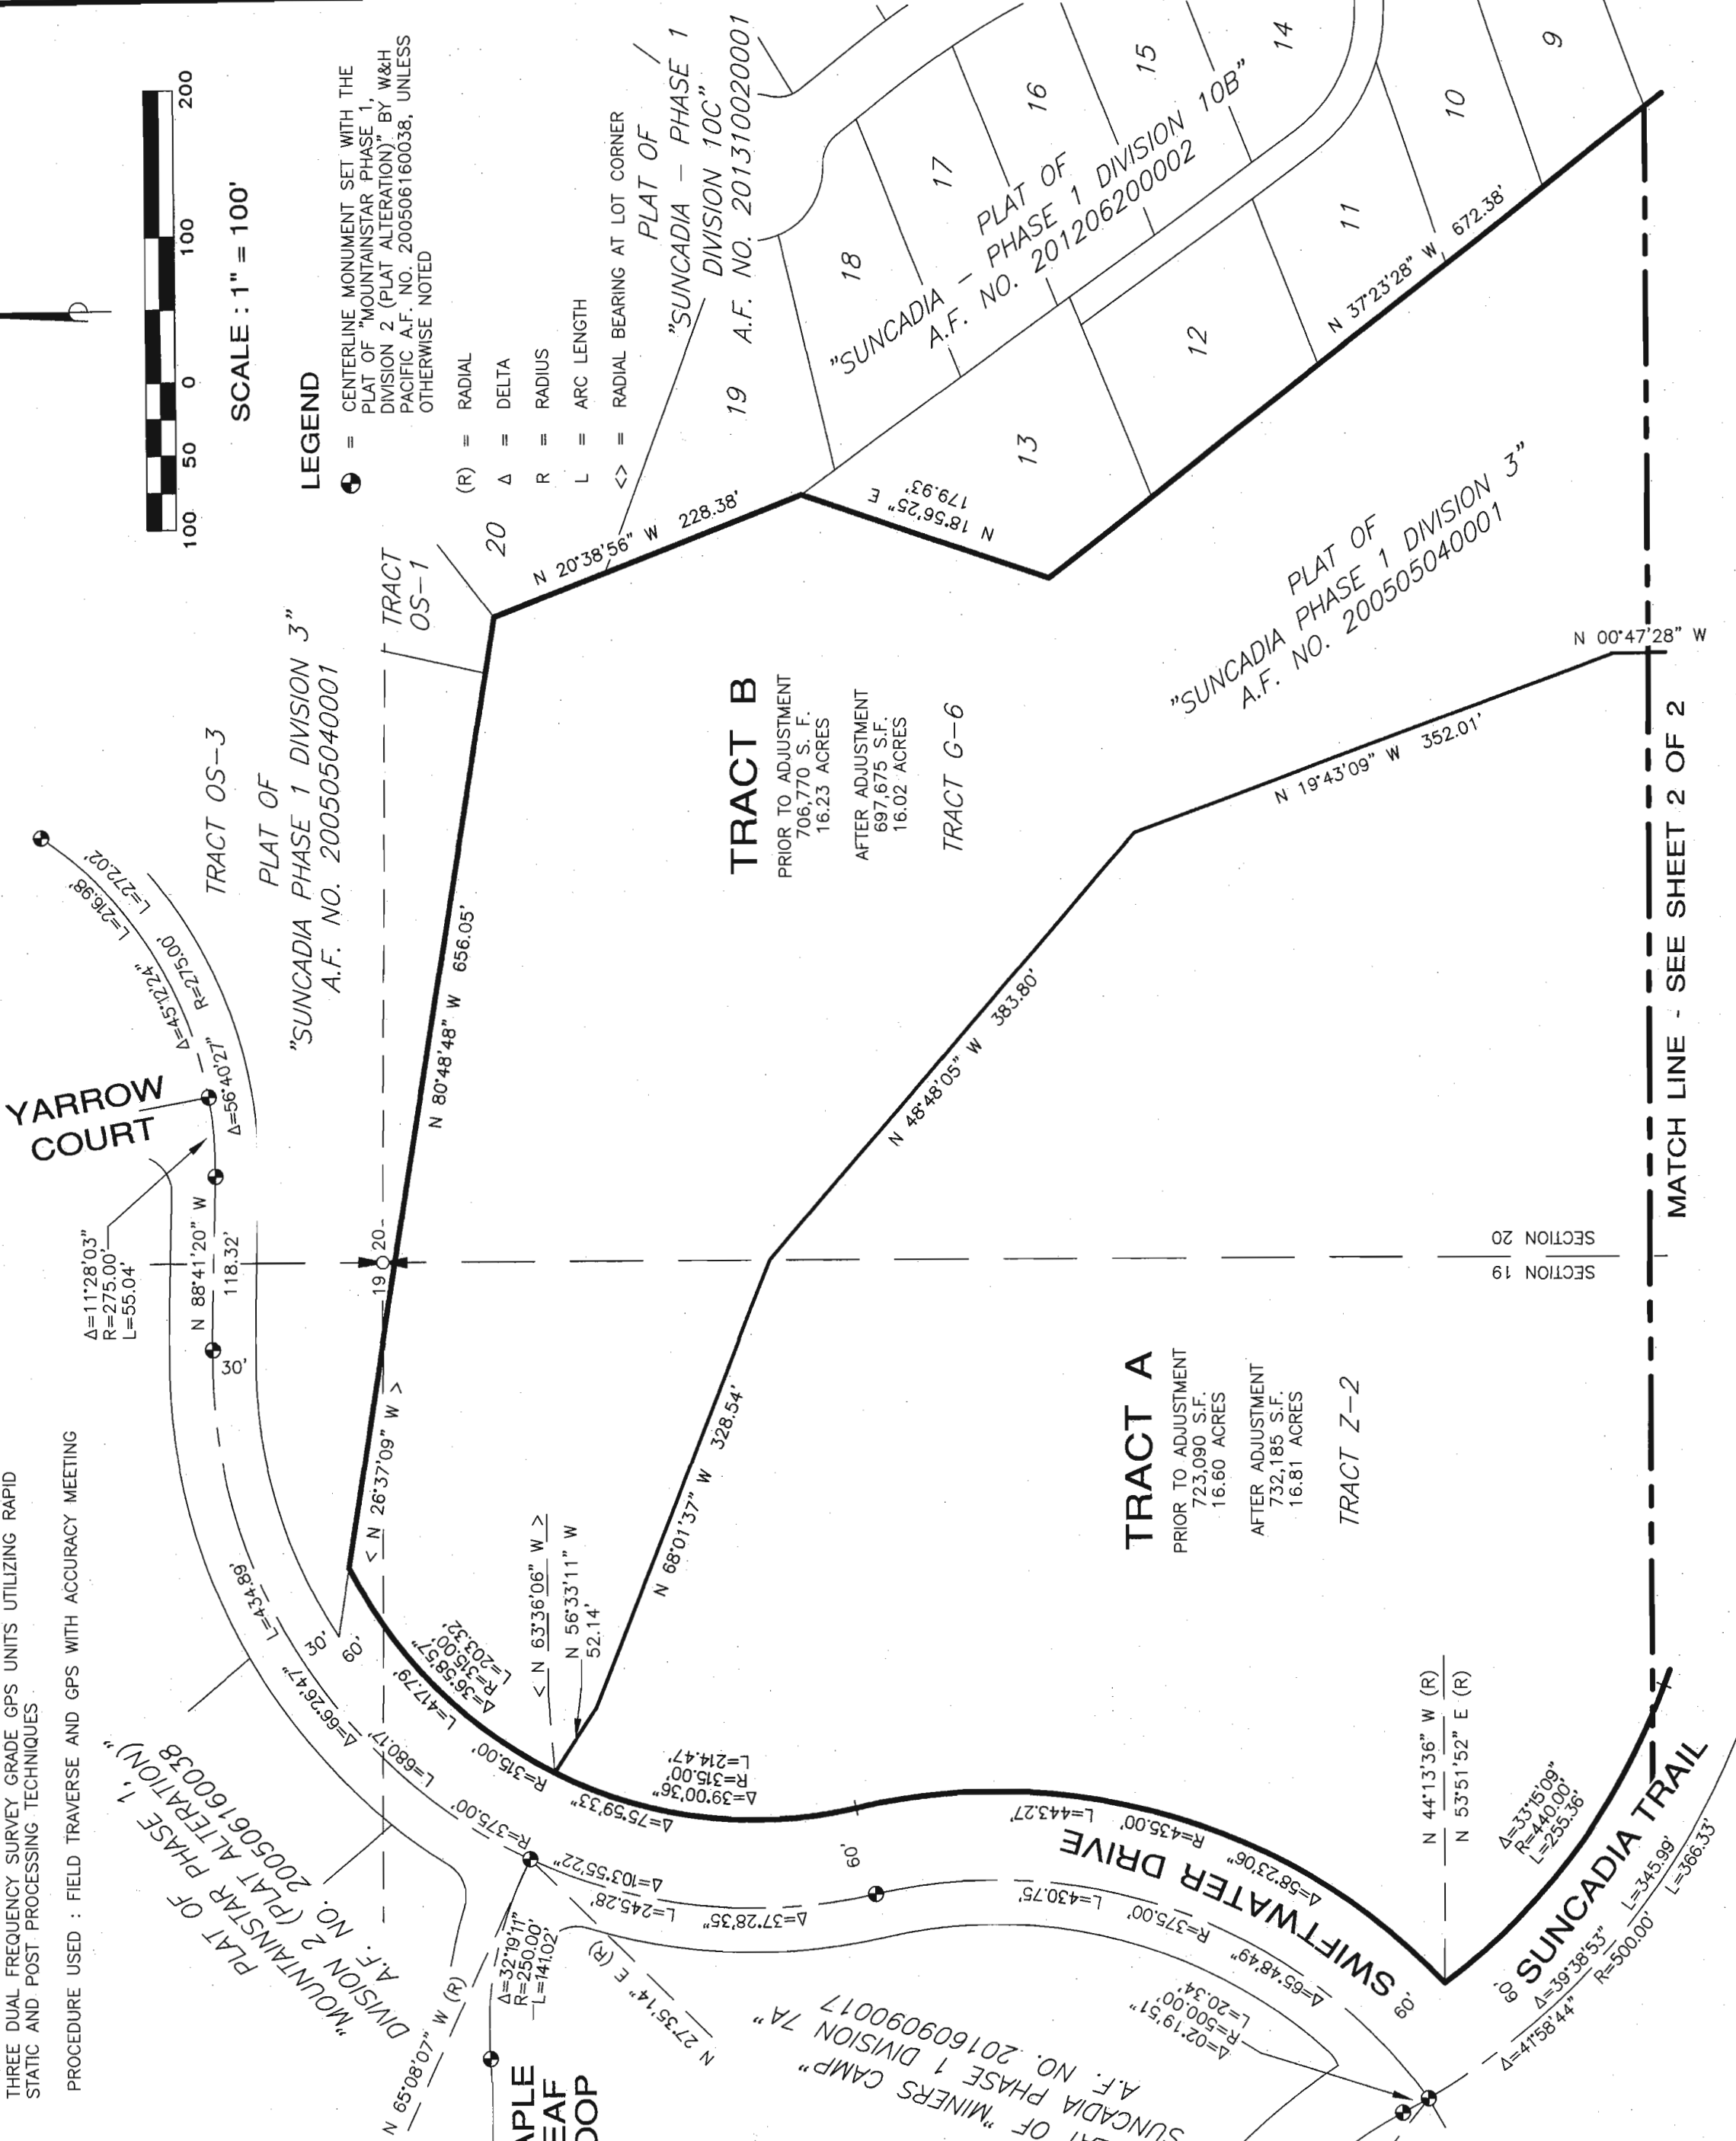 THREE DUAL FREQUENCY SURVEY GRADE GPS UNITS UTILIZING RAPID
STATIC AND POST PROCESSING TECHNIQUES
PROCEDURE USED : FIELD TRAVERSE AND GPS WITH ACCURACY MEETING
100 50 0 100 200
SCALE : 1" = 100'
LEGEND
= CENTERLINE MONUMENT SET WITH THE
PLAT OF "MOUNTAINSTAR PHASE 1,
DIVISION 2 (PLAT ALTERATION)" BY W&H
PACIFIC A.F. NO. 200506160038, UNLESS
OTHERWISE NOTED
(R) = RADIAL
Δ = DELTA
R = RADIUS
L = ARC LENGTH
<> = RADIAL BEARING AT LOT CORNER
YARROW
COURT
Δ=11°28'03"
R=275.00'
L=55.04'
N 88°41'20" W
118.32'
30'
Δ=56°40'27"
Δ=45°12'24"
L=216.98'
R=275.00'
L=272.02'
TRACT OS-3
PLAT OF
"SUNCADIA PHASE 1 DIVISION 3"
A.F. NO. 200505040001
TRACT
OS-1
20
19 20
N 80°48'48" W 656.05'
N 20°38'56" W 228.38'
N 18°56'25" E
179.93'
PLAT OF
"SUNCADIA - PHASE 1
DIVISION 10C"
A.F. NO. 201310020001
19
18
17
16
15
14
13
12
11
10
9
PLAT OF
"SUNCADIA - PHASE 1 DIVISION 10B"
A.F. NO. 201206200002
N 37°23'28" W 672.38'
PLAT OF
"SUNCADIA PHASE 1 DIVISION 3"
A.F. NO. 200505040001
N 00°47'28" W
TRACT B
PRIOR TO ADJUSTMENT
706,770 S. F.
16.23 ACRES
AFTER ADJUSTMENT
697,675 S.F.
16.02 ACRES
TRACT G-6
N 19°43'09" W 352.01'
N 48°48'05" W 383.80'
N 68°01'37" W 328.54'
N 56°33'11" W
52.14'
< N 63°36'06" W >
< N 26°37'09" W >
TRACT A
PRIOR TO ADJUSTMENT
723,090 S.F.
16.60 ACRES
AFTER ADJUSTMENT
732,185 S.F.
16.81 ACRES
TRACT Z-2
SECTION 19
SECTION 20
MATCH LINE - SEE SHEET 2 OF 2
L=434.89'
30'
60'
Δ=66°26'47"
L=680.17'
R=375.00'
Δ=103°55'22"
L=245.28'
Δ=37°28'35"
L=417.79'
Δ=36°58'57"
R=315.00'
L=203.32'
R=315.00'
Δ=75°59'33"
Δ=39°00'36"
R=315.00'
L=214.47'
60'
PLAT OF
"MOUNTAINSTAR PHASE 1,
DIVISION 2 (PLAT ALTERATION)"
A.F. NO. 200506160038
N 65°08'07" W (R)
Δ=32°19'11"
R=250.00'
L=141.02'
N 27°35'14" E (R)
APLE
EAF
OOP
L=443.27'
R=435.00'
Δ=58°23'06"
SWIFTWATER DRIVE
L=430.75'
R=375.00'
Δ=65°48'49"
60'
Δ=02°19'51"
R=500.00'
L=20.34'
AT OF "MINERS CAMP"
SUNCADIA PHASE 1 DIVISION 7A"
A.F. NO. 201609090017
N 44°13'36" W (R)
N 53°51'52" E (R)
Δ=33°15'09"
R=440.00'
L=255.36'
60'
SUNCADIA TRAIL
Δ=39°38'53" L=345.99'
Δ=41°58'44" R=500.00' L=366.33'